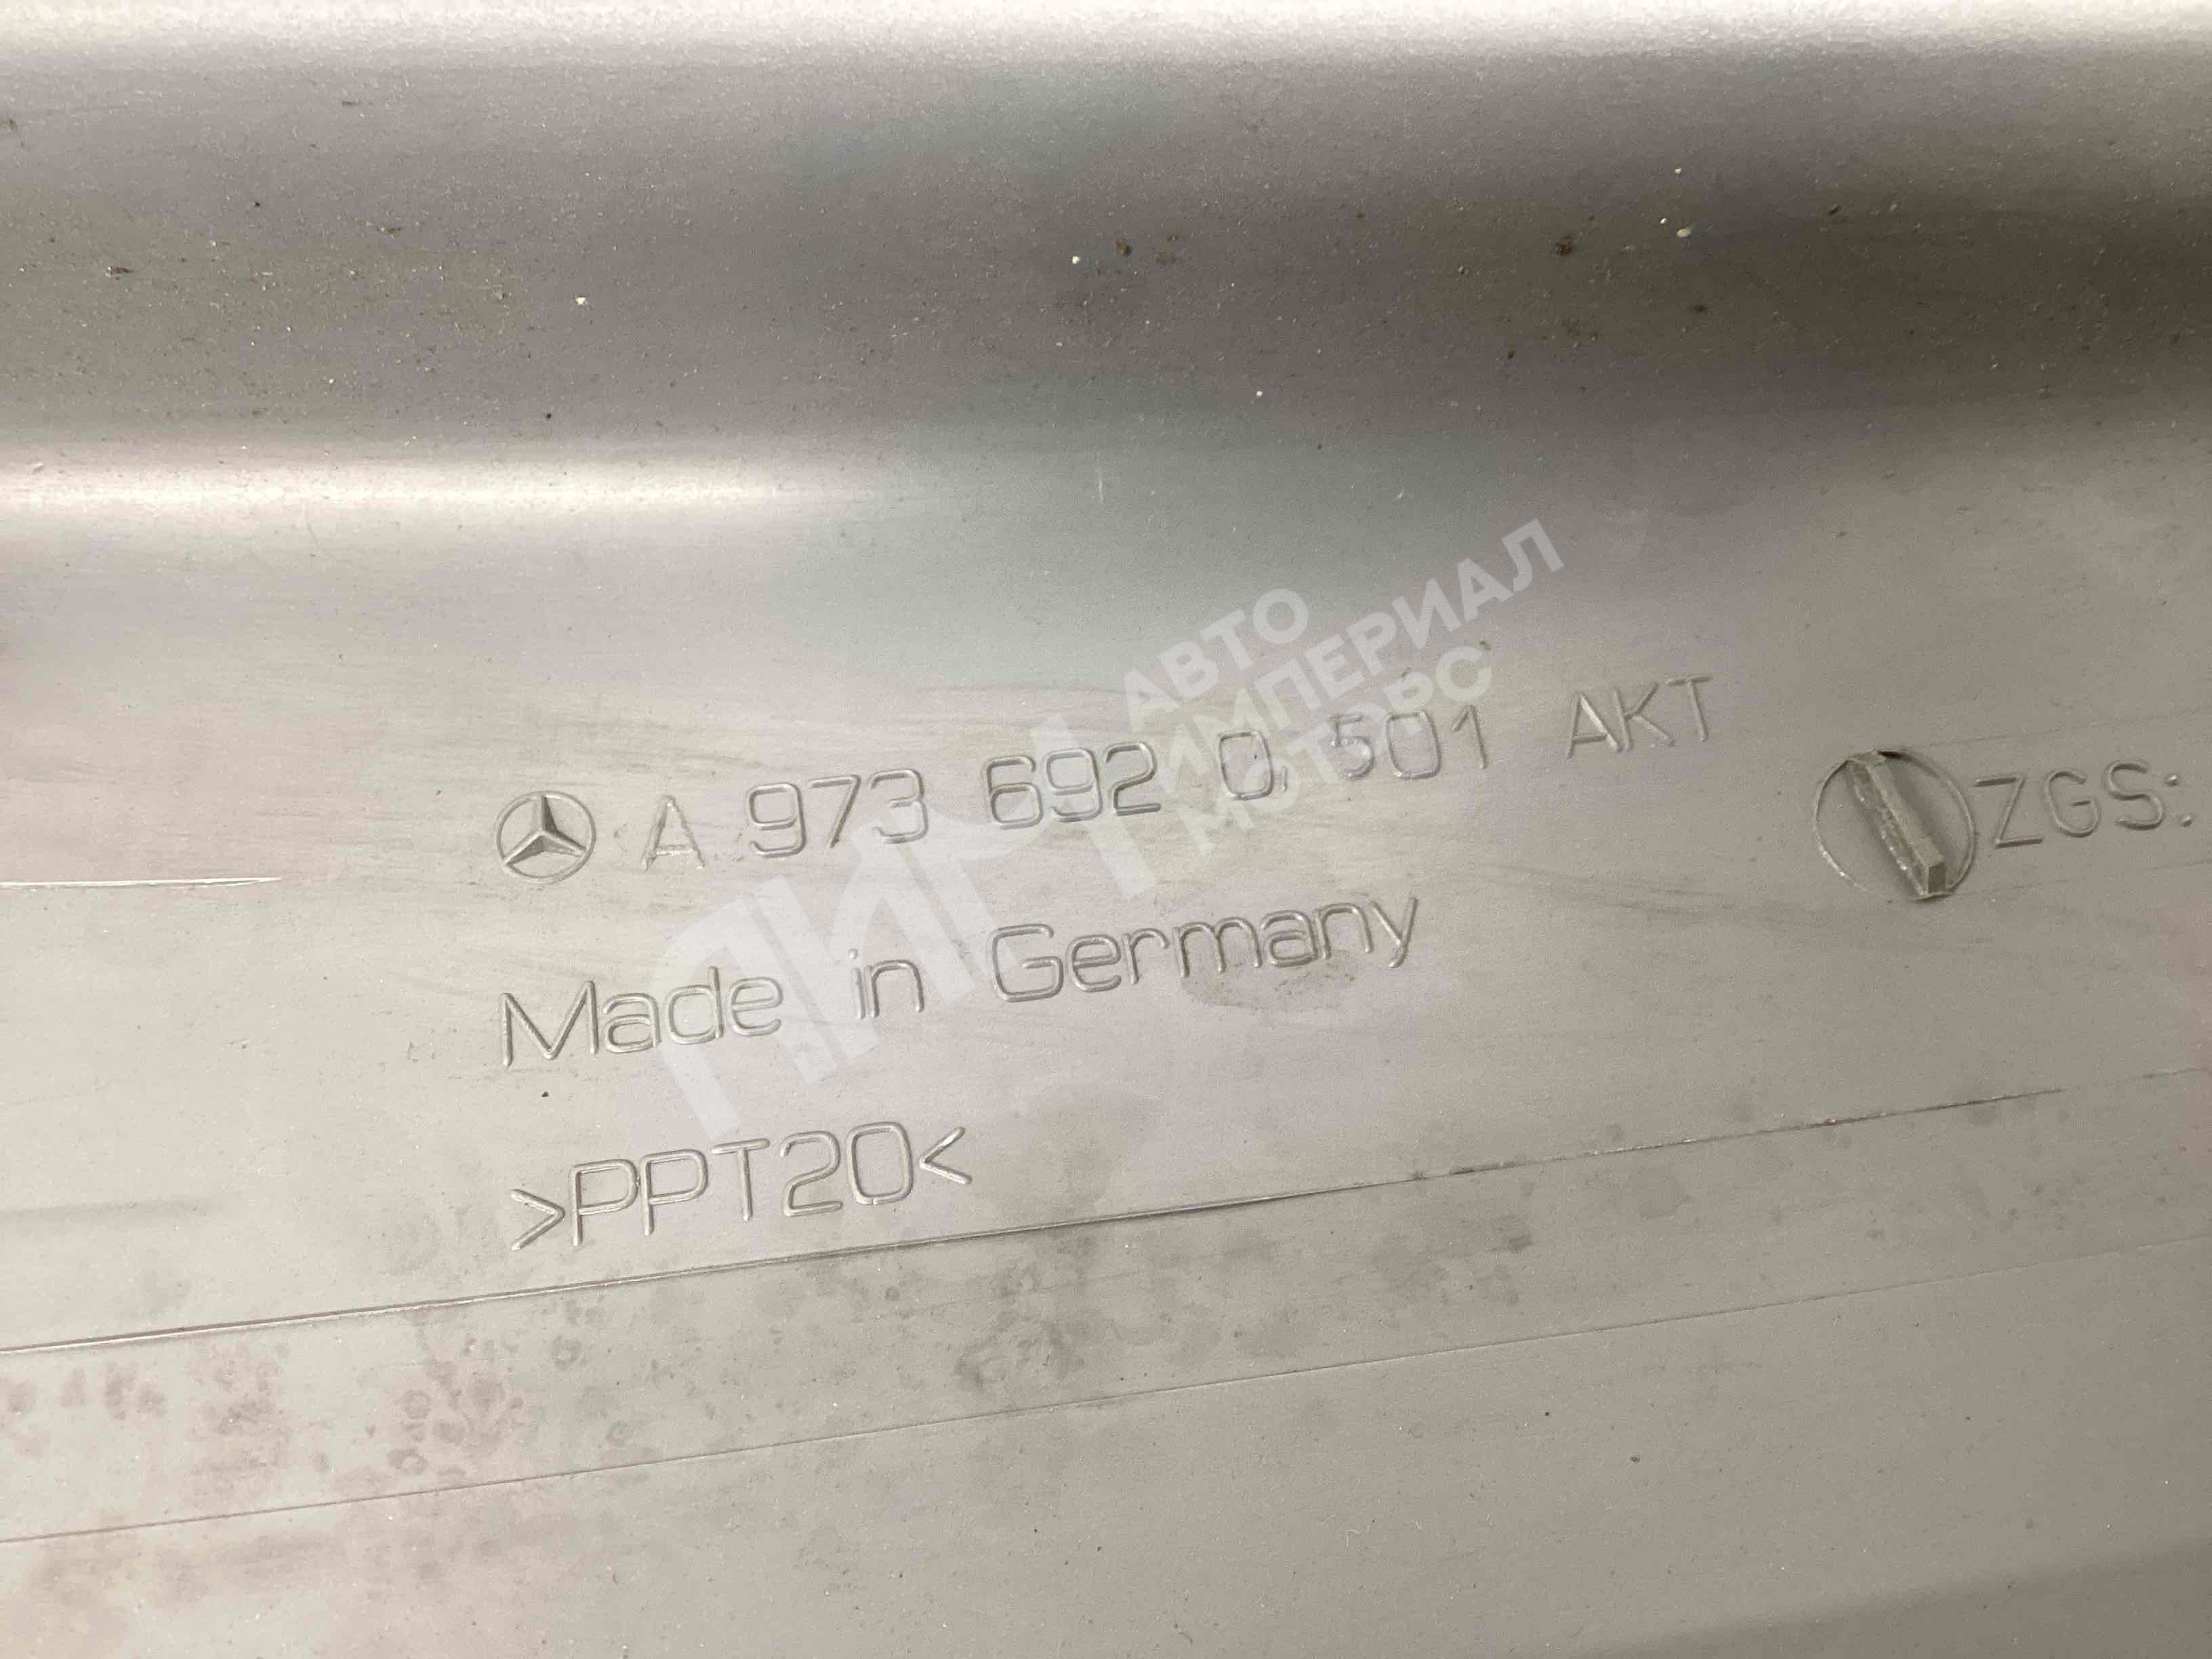 АВТО
ИМПЕРИАЛ
МОТОРС
A 973 692 0 501 AKT
ZGS:
Made in Germany
>PPT20<